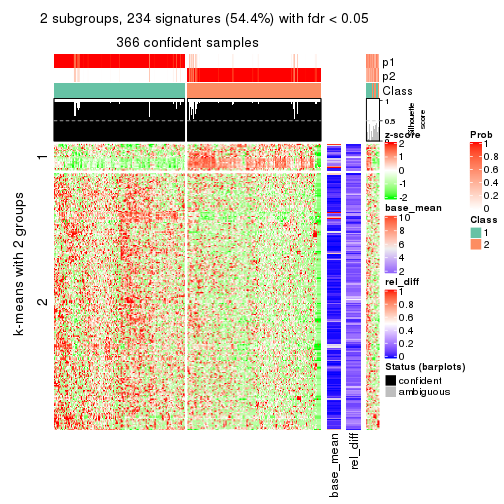 2 subgroups, 234 signatures (54.4%) with fdr < 0.05
366 confident samples
p1
p2
Class
1
0.5
0
Silhouette
score
z-score
2
1
0
-1
-2
base_mean
10
8
6
4
2
rel_diff
1
0.8
0.6
0.4
0.2
0
Status (barplots)
confident
ambiguous
Prob
1
0.8
0.6
0.4
0.2
0
Class
1
2
k-means with 2 groups
1
2
base_mean
rel_diff